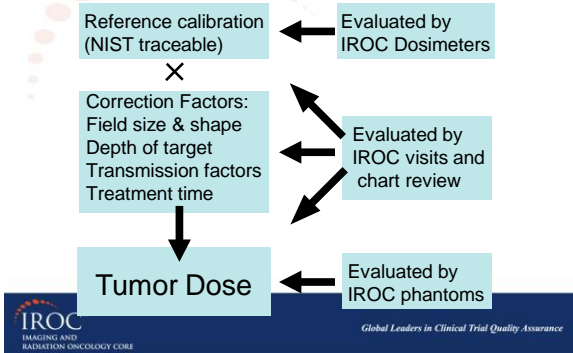 Reference calibration
(NIST traceable)
Evaluated by
IROC Dosimeters
×
Correction Factors:
Field size & shape
Depth of target
Transmission factors
Treatment time
Evaluated by
IROC visits and
chart review
Tumor Dose
Evaluated by
IROC phantoms
IROC
IMAGING AND
RADIATION ONCOLOGY CORE
Global Leaders in Clinical Trial Quality Assurance